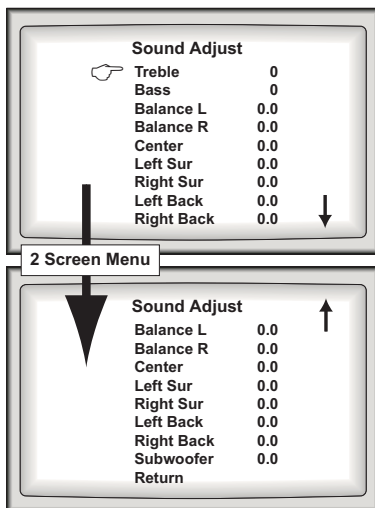 Sound Adjust
Treble 0
Bass 0
Balance L 0.0
Balance R 0.0
Center 0.0
Left Sur 0.0
Right Sur 0.0
Left Back 0.0
Right Back 0.0
2 Screen Menu
Sound Adjust
Balance L 0.0
Balance R 0.0
Center 0.0
Left Sur 0.0
Right Sur 0.0
Left Back 0.0
Right Back 0.0
Subwoofer 0.0
Return